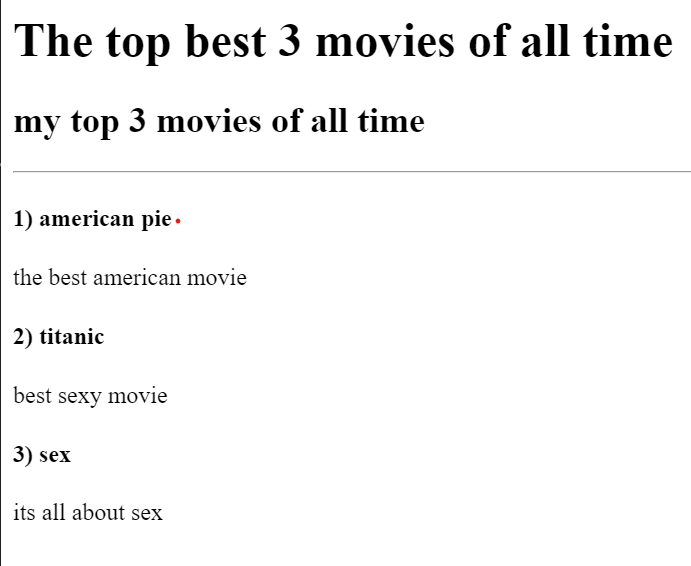 The top best 3 movies of all time
my top 3 movies of all time
1) american pie
the best american movie
2) titanic
best sexy movie
3) sex
its all about sex